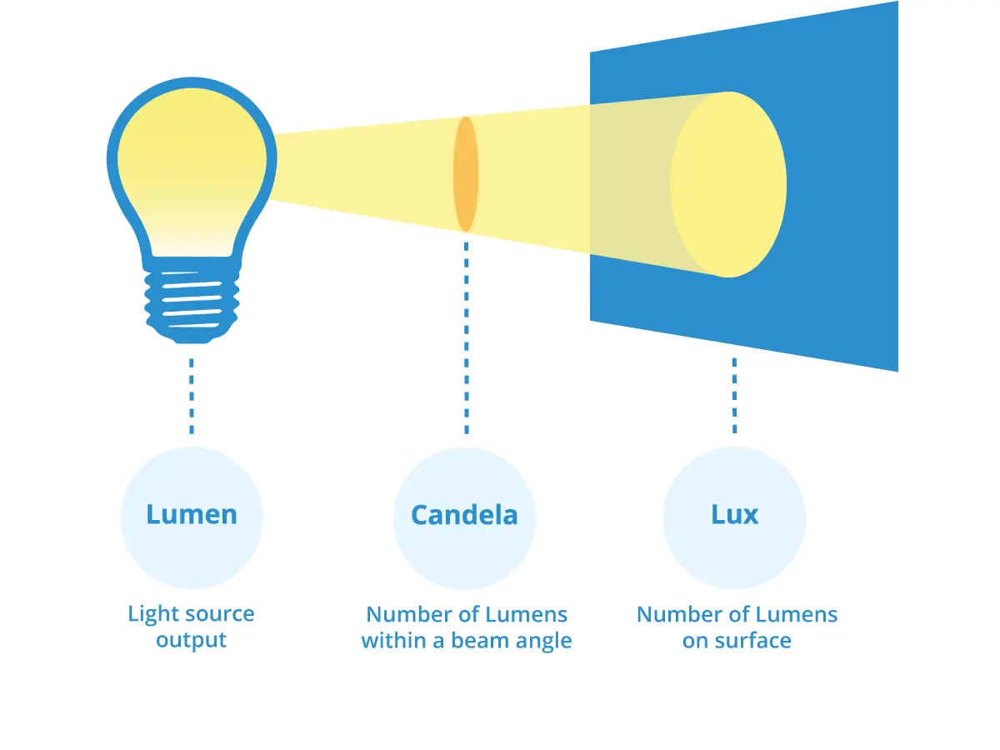 Lumen
Light source
output
Candela
Number of Lumens
within a beam angle
Lux
Number of Lumens
on surface